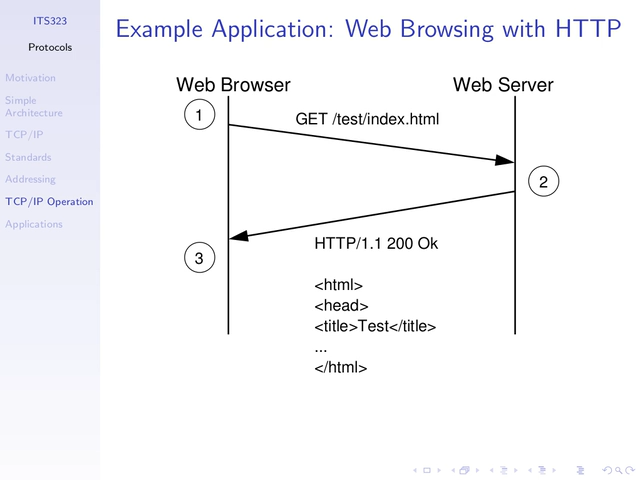 ITS323
Protocols
Motivation
Simple
Architecture
TCP/IP
Standards
Addressing
TCP/IP Operation
Applications
Example Application: Web Browsing with HTTP
Web Browser
Web Server
1
GET /test/index.html
2
HTTP/1.1 200 Ok
3
<html>
<head>
<title>Test</title>
...
</html>